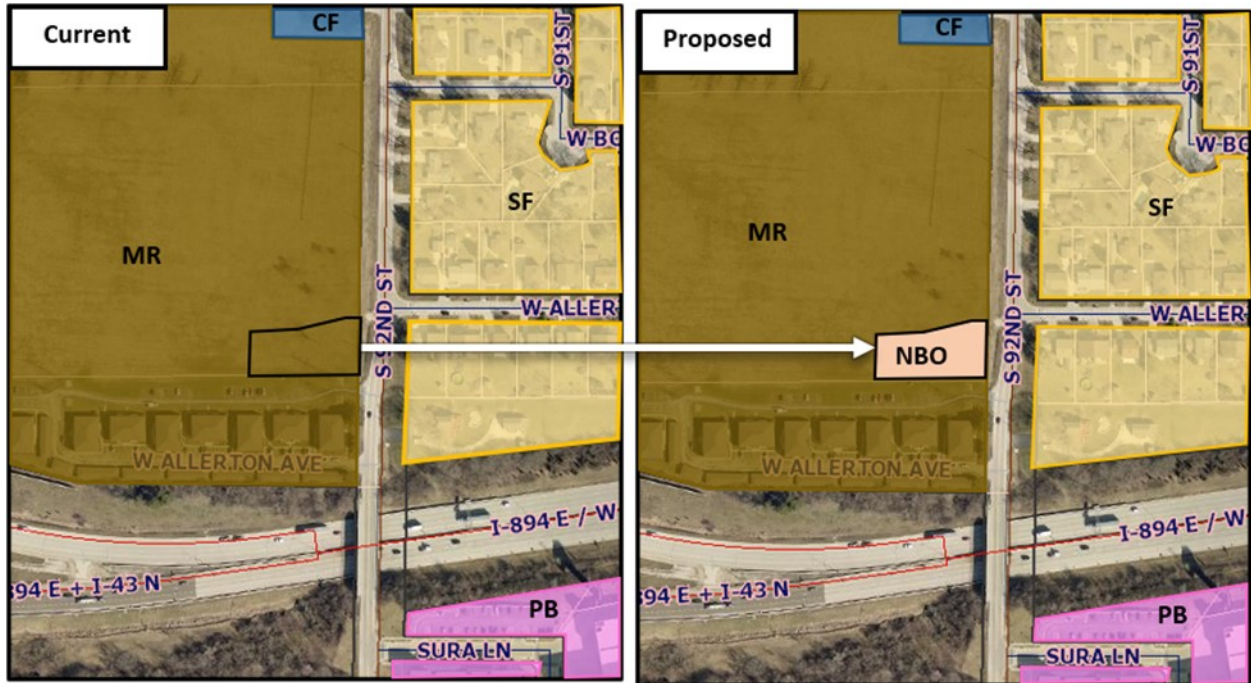 Current
CF
S 91ST
W BO
SF
MR
W ALLER
S 92ND ST
W ALLERTON AVE
I-894 E / W
894 E + I-43 N
PB
SURA LN
Proposed
CF
S 91ST
W BO
SF
MR
W ALLER
S 92ND ST
NBO
W ALLERTON AVE
I-894 E / W
894 E + I-43 N
PB
SURA LN